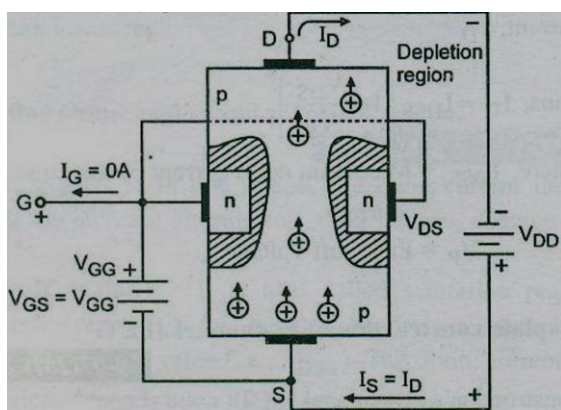 D
I_D
Depletion
region
p
I_G = 0A
G
+
n
n
V_DS
−
V_DD
+
V_GG +
V_GS = V_GG
−
p
S
I_S = I_D
−
+